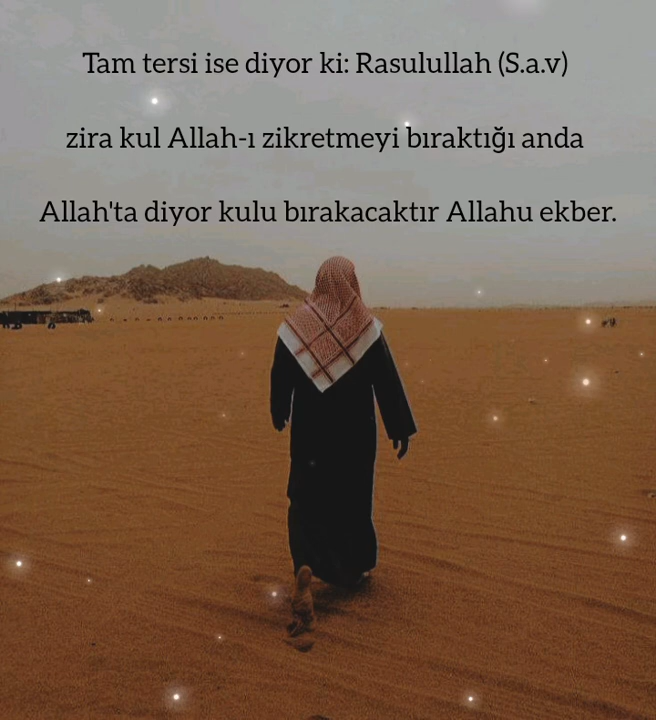 Tam tersi ise diyor ki: Rasulullah (S.a.v)
zira kul Allah-ı zikretmeyi bıraktığı anda
Allah'ta diyor kulu bırakacaktır Allahu ekber.